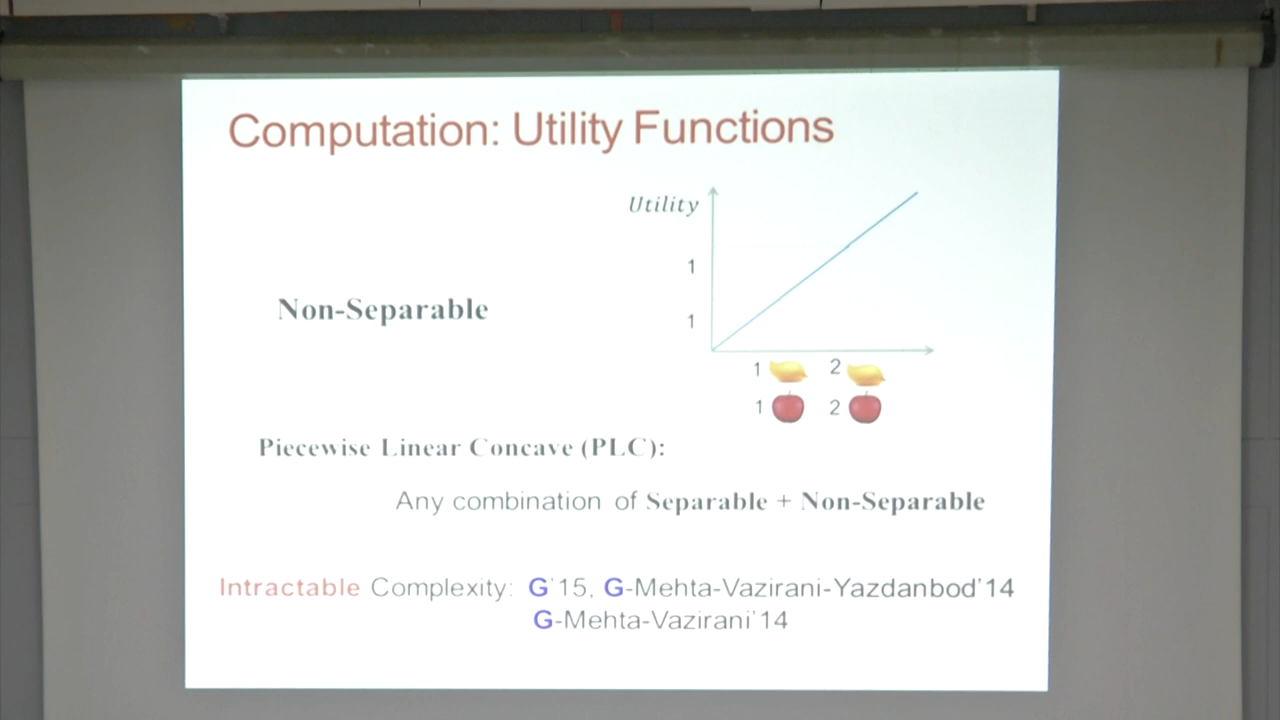 Computation: Utility Functions
Utility
1
Non-Separable
1
1 2
1 2
Piecewise Linear Concave (PLC):
Any combination of Separable + Non-Separable
Intractable Complexity: G'15, G-Mehta-Vazirani-Yazdanbod'14
G-Mehta-Vazirani'14